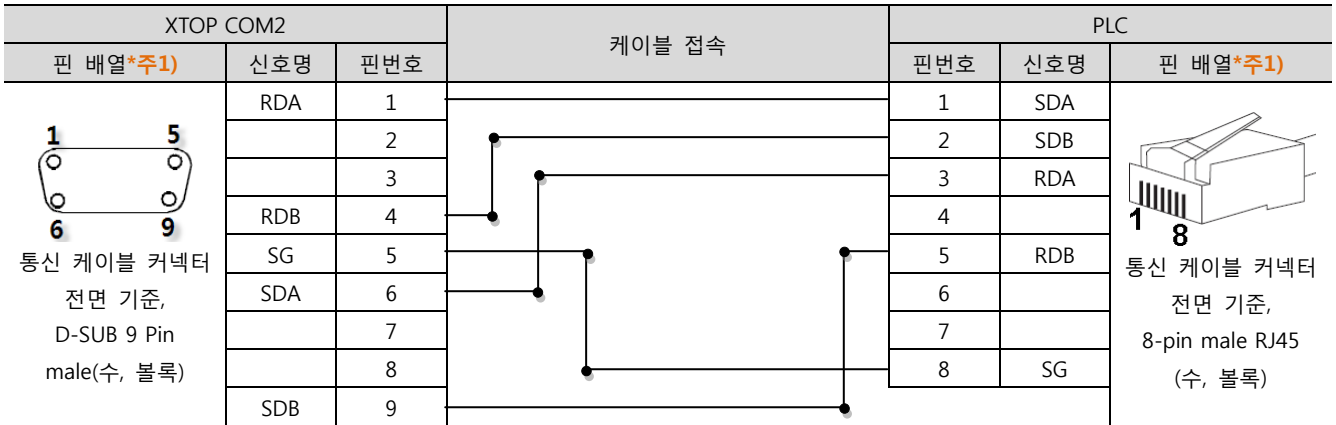 XTOP COM2 케이블 접속 PLC
핀 배열*주1) 신호명 핀번호 핀번호 신호명 핀 배열*주1)
RDA 1 1 SDA
2 2 SDB
3 3 RDA
RDB 4 4
SG 5 5 RDB
SDA 6 6
7 7
8 8 SG
SDB 9
1 5
6 9
통신 케이블 커넥터
전면 기준,
D-SUB 9 Pin
male(수, 볼록)
1
8
통신 케이블 커넥터
전면 기준,
8-pin male RJ45
(수, 볼록)